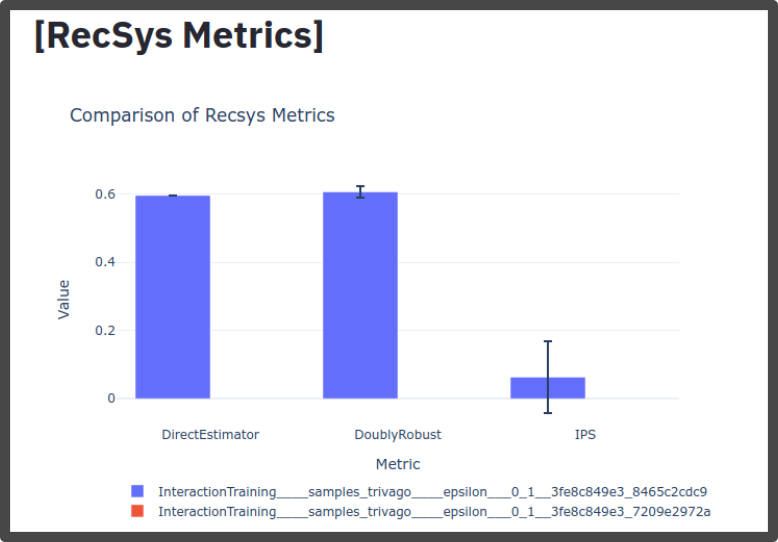 [RecSys Metrics]
Comparison of Recsys Metrics
0.6
0.4
0.2
0
Value
DirectEstimator DoublyRobust IPS
Metric
InteractionTraining____samples_trivago____epsilon___0_1__3fe8c849e3_8465c2cdc9
InteractionTraining____samples_trivago____epsilon___0_1__3fe8c849e3_7209e2972a